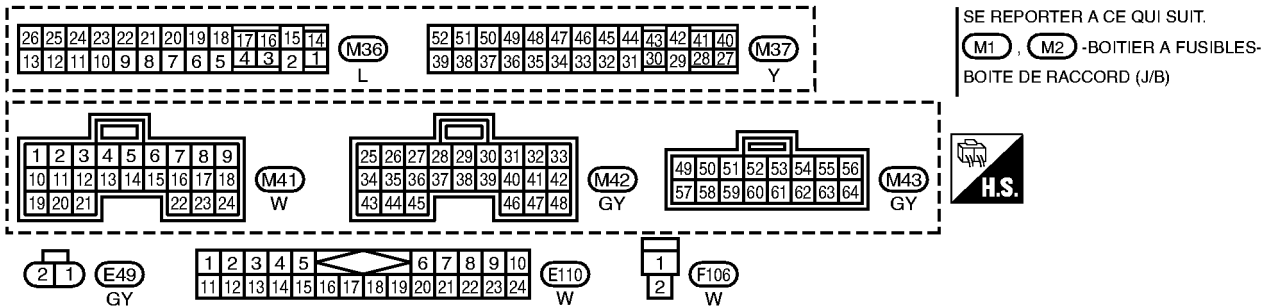 26 25 24 23 22 21 20 19 18 17 16 15 14
13 12 11 10 9 8 7 6 5 4 3 2 1
M36
L
52 51 50 49 48 47 46 45 44 43 42 41 40
39 38 37 36 35 34 33 32 31 30 29 28 27
M37
Y
SE REPORTER A CE QUI SUIT.
M1 , M2 -BOITIER A FUSIBLES-
BOITE DE RACCORD (J/B)
1 2 3 4 5 6 7 8 9
10 11 12 13 14 15 16 17 18
19 20 21 22 23 24
M41
W
25 26 27 28 29 30 31 32 33
34 35 36 37 38 39 40 41 42
43 44 45 46 47 48
M42
GY
49 50 51 52 53 54 55 56
57 58 59 60 61 62 63 64
M43
GY
H.S.
2 1
E49
GY
1 2 3 4 5 6 7 8 9 10
11 12 13 14 15 16 17 18 19 20 21 22 23 24
E110
W
1
2
F106
W